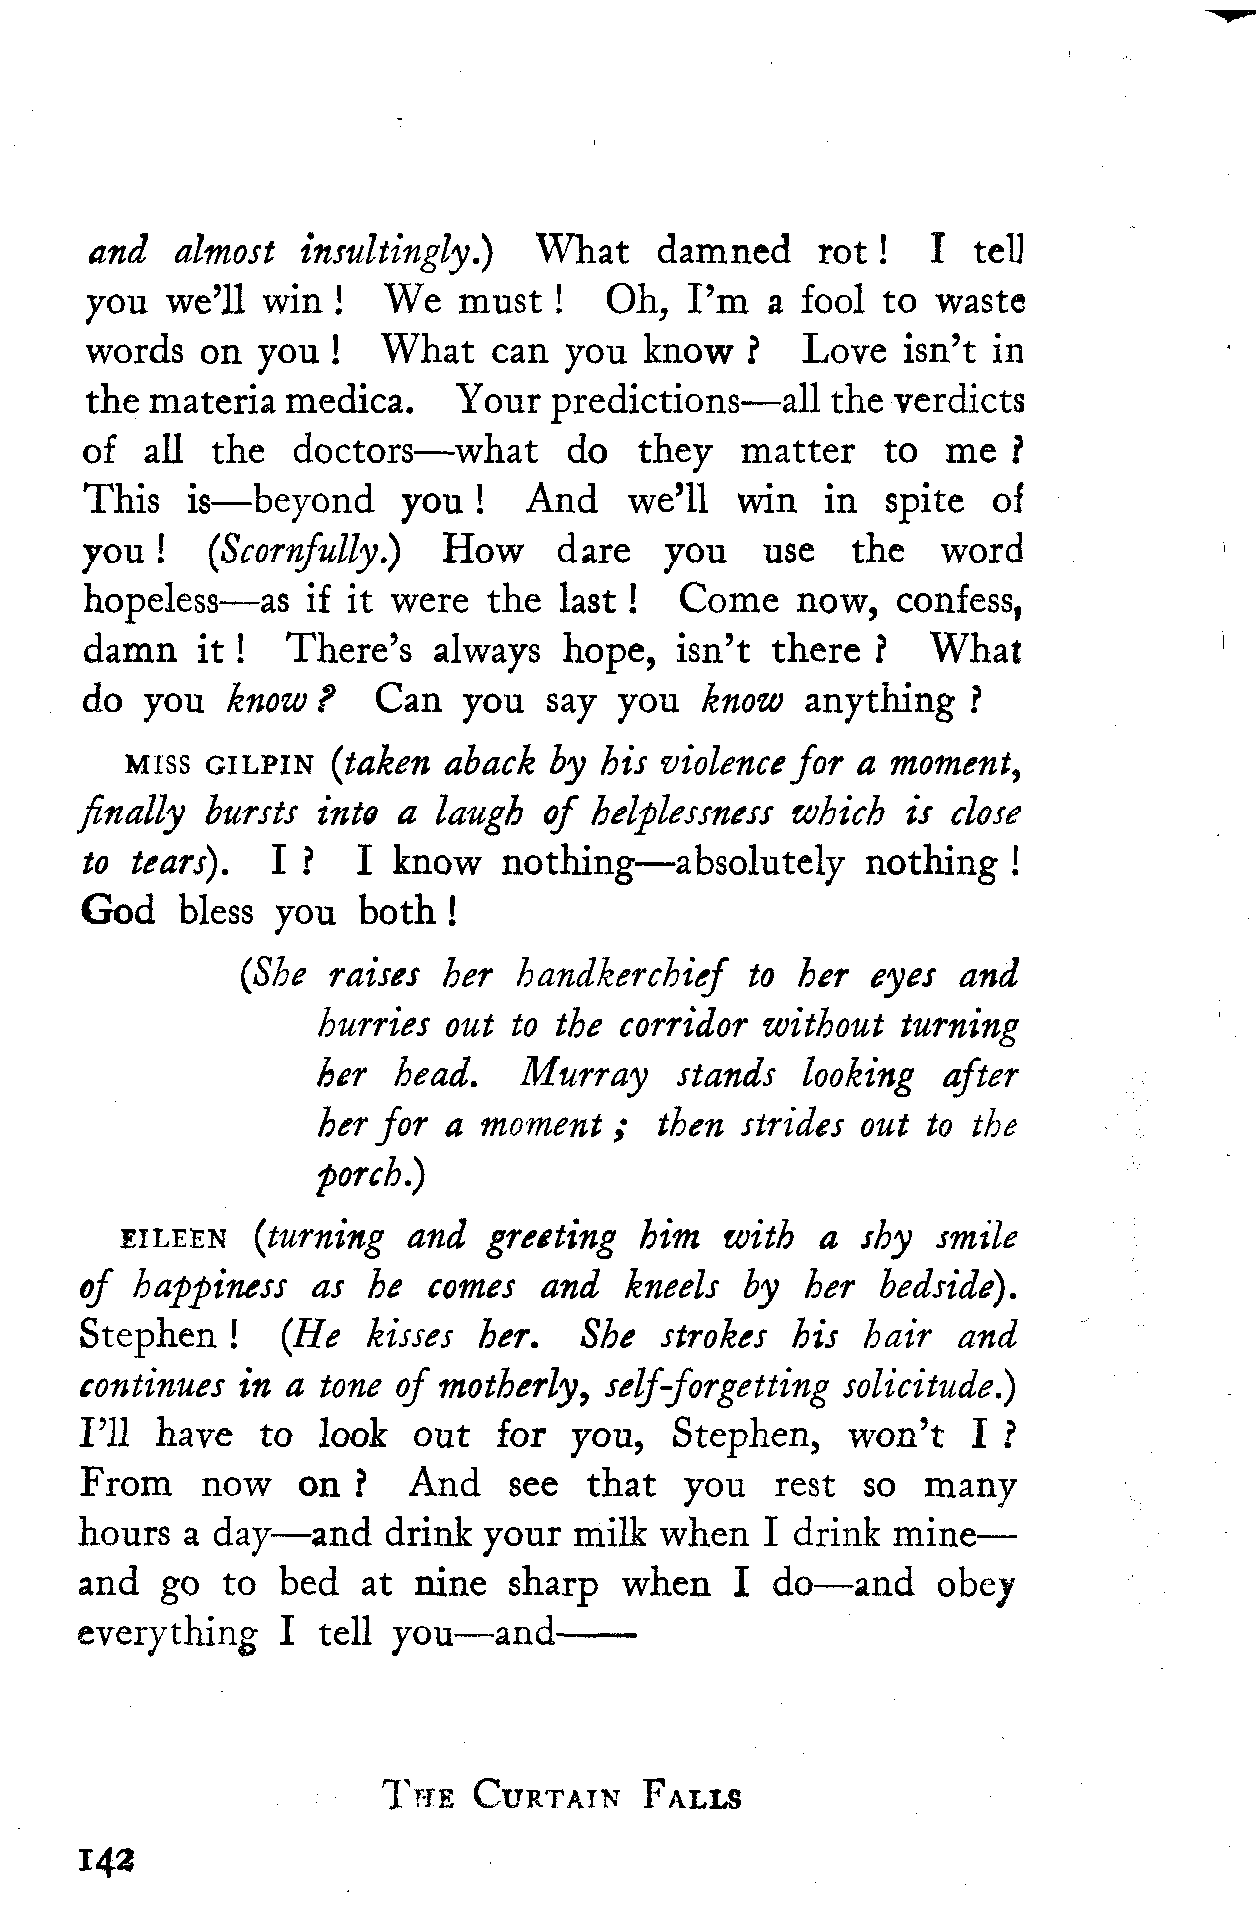 and almost insultingly.) What damned rot ! I tell
you we'll win ! We must ! Oh, I'm a fool to waste
words on you ! What can you know ? Love isn't in
the materia medica. Your predictions—all the verdicts
of all the doctors—what do they matter to me ?
This is—beyond you ! And we'll win in spite of
you ! (Scornfully.) How dare you use the word
hopeless—as if it were the last ! Come now, confess,
damn it ! There's always hope, isn't there ? What
do you know ? Can you say you know anything ?
MISS GILPIN (taken aback by his violence for a moment,
finally bursts into a laugh of helplessness which is close
to tears). I ? I know nothing—absolutely nothing !
God bless you both !
(She raises her handkerchief to her eyes and
hurries out to the corridor without turning
her head. Murray stands looking after
her for a moment ; then strides out to the
porch.)
EILEEN (turning and greeting him with a shy smile
of happiness as he comes and kneels by her bedside).
Stephen ! (He kisses her. She strokes his hair and
continues in a tone of motherly, self-forgetting solicitude.)
I'll have to look out for you, Stephen, won't I ?
From now on ? And see that you rest so many
hours a day—and drink your milk when I drink mine—
and go to bed at nine sharp when I do—and obey
everything I tell you—and——
THE CURTAIN FALLS
142